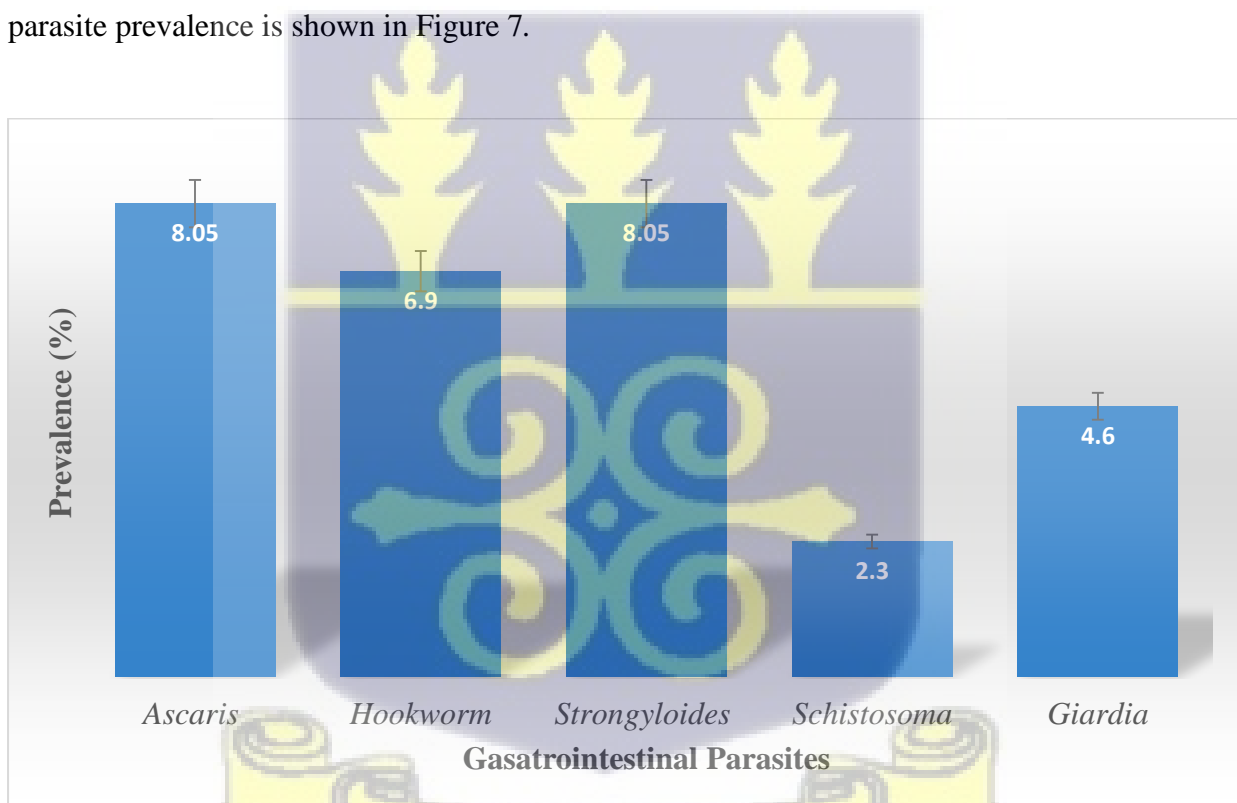 parasite prevalence is shown in Figure 7.
Prevalence (%)
8.05
6.9
8.05
2.3
4.6
Ascaris Hookworm Strongyloides Schistosoma Giardia
Gasatrointestinal Parasites